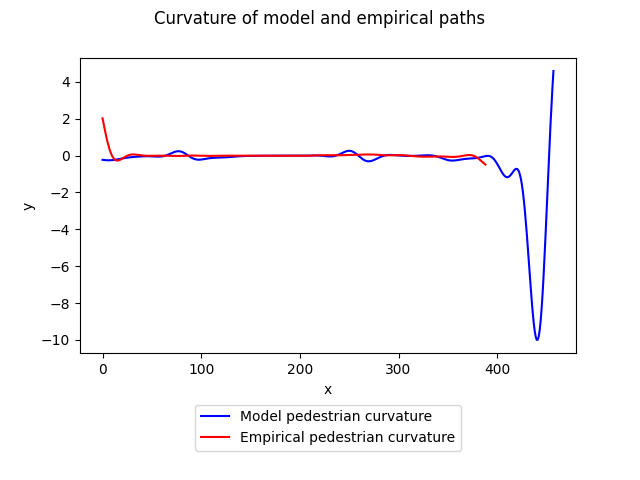 Curvature of model and empirical paths
y
4
2
0
−2
−4
−6
−8
−10
0 100 200 300 400
x
Model pedestrian curvature
Empirical pedestrian curvature